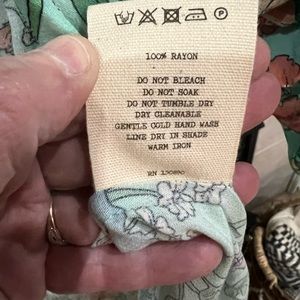 100% RAYON
DO NOT BLEACH
DO NOT SOAK
DO NOT TUMBLE DRY
DRY CLEANABLE
GENTLE COLD HAND WASH
LINE DRY IN SHADE
WARM IRON
RN